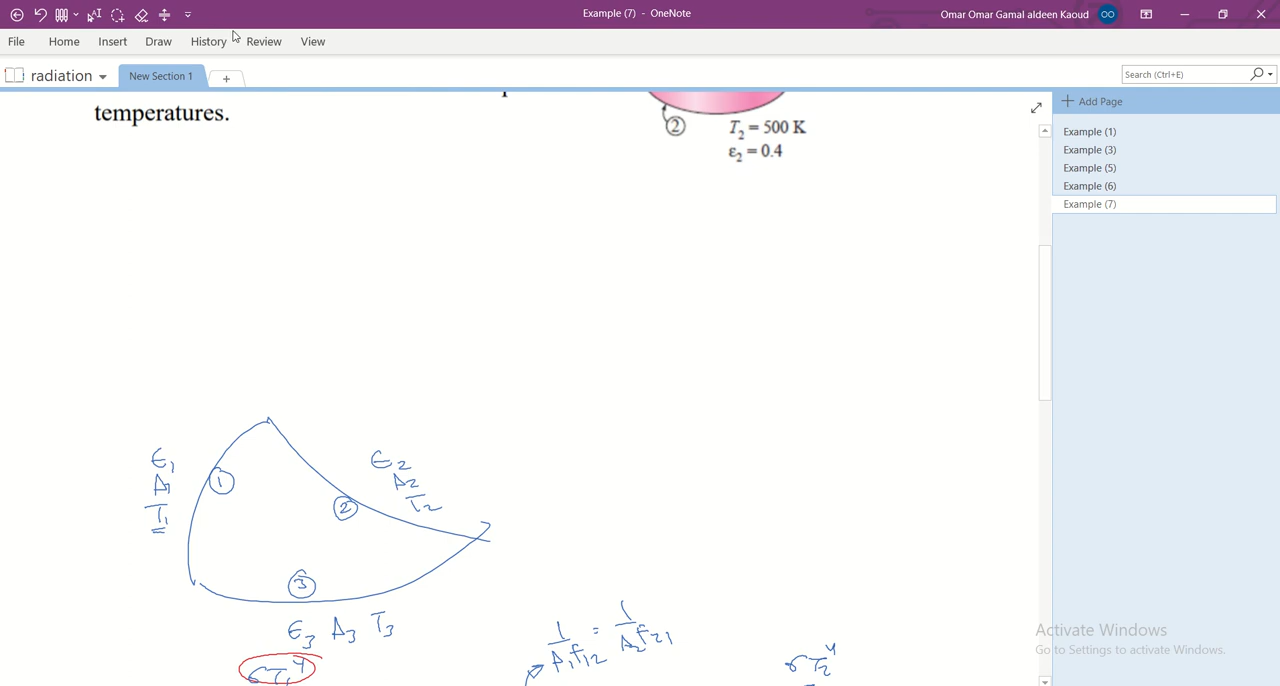 Example (7) - OneNote
Omar Omar Gamal aldeen Kaoud OO
File Home Insert Draw History Review View
radiation New Section 1 +
Search (Ctrl+E)
temperatures.
② T₂ = 500 K
ε₂ = 0.4
Add Page
Example (1)
Example (3)
Example (5)
Example (6)
Example (7)
ϵ₁
A₁
T₁
①
ϵ₂
A₂
T₂
②
③
ϵ₃ A₃ T₃
1/A₁F₁₂ = 1/A₂F₂₁
σT₁⁴
σT₂⁴
Activate Windows
Go to Settings to activate Windows.